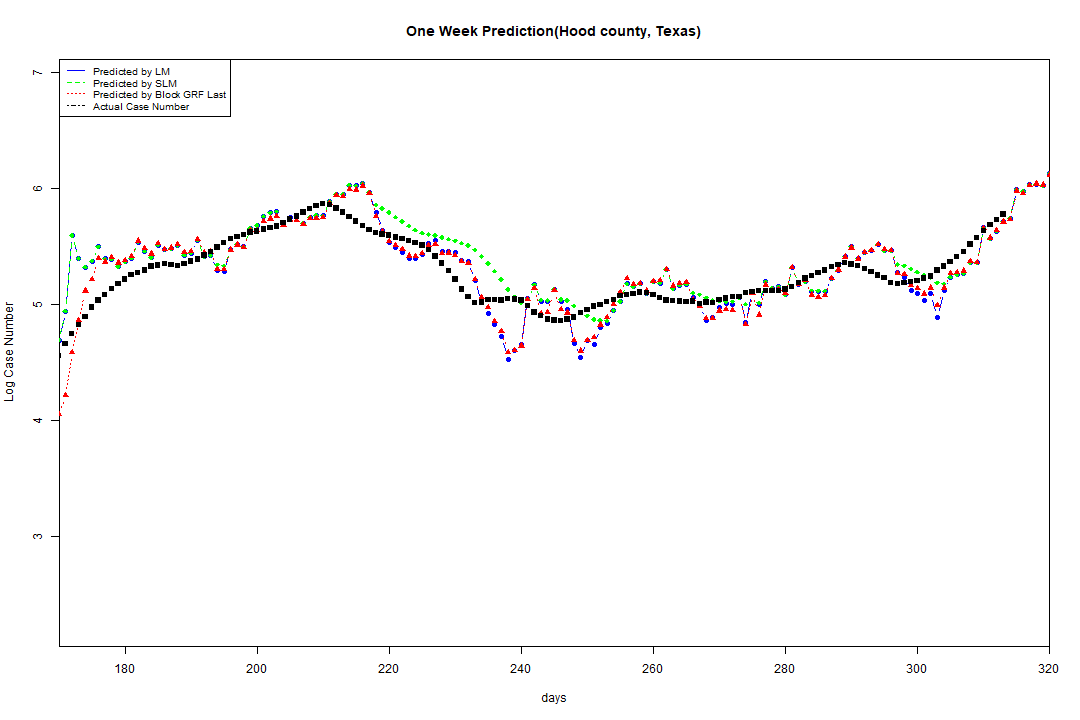 One Week Prediction(Hood county, Texas)
Predicted by LM
Predicted by SLM
Predicted by Block GRF Last
Actual Case Number
7
6
5
4
3
Log Case Number
180 200 220 240 260 280 300 320
days